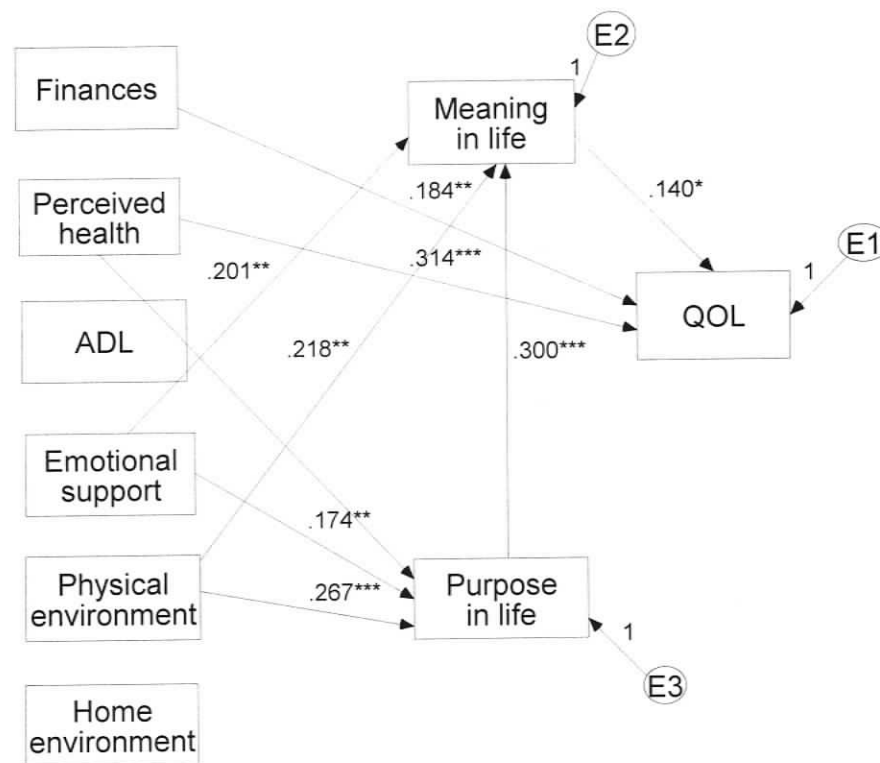 E2
1
Finances
Meaning
in life
.184**
.140*
Perceived
health
E1
.201**
.314***
1
QOL
ADL
.218**
.300***
Emotional
support
.174**
Physical
environment
.267***
Purpose
in life
1
E3
Home
environment